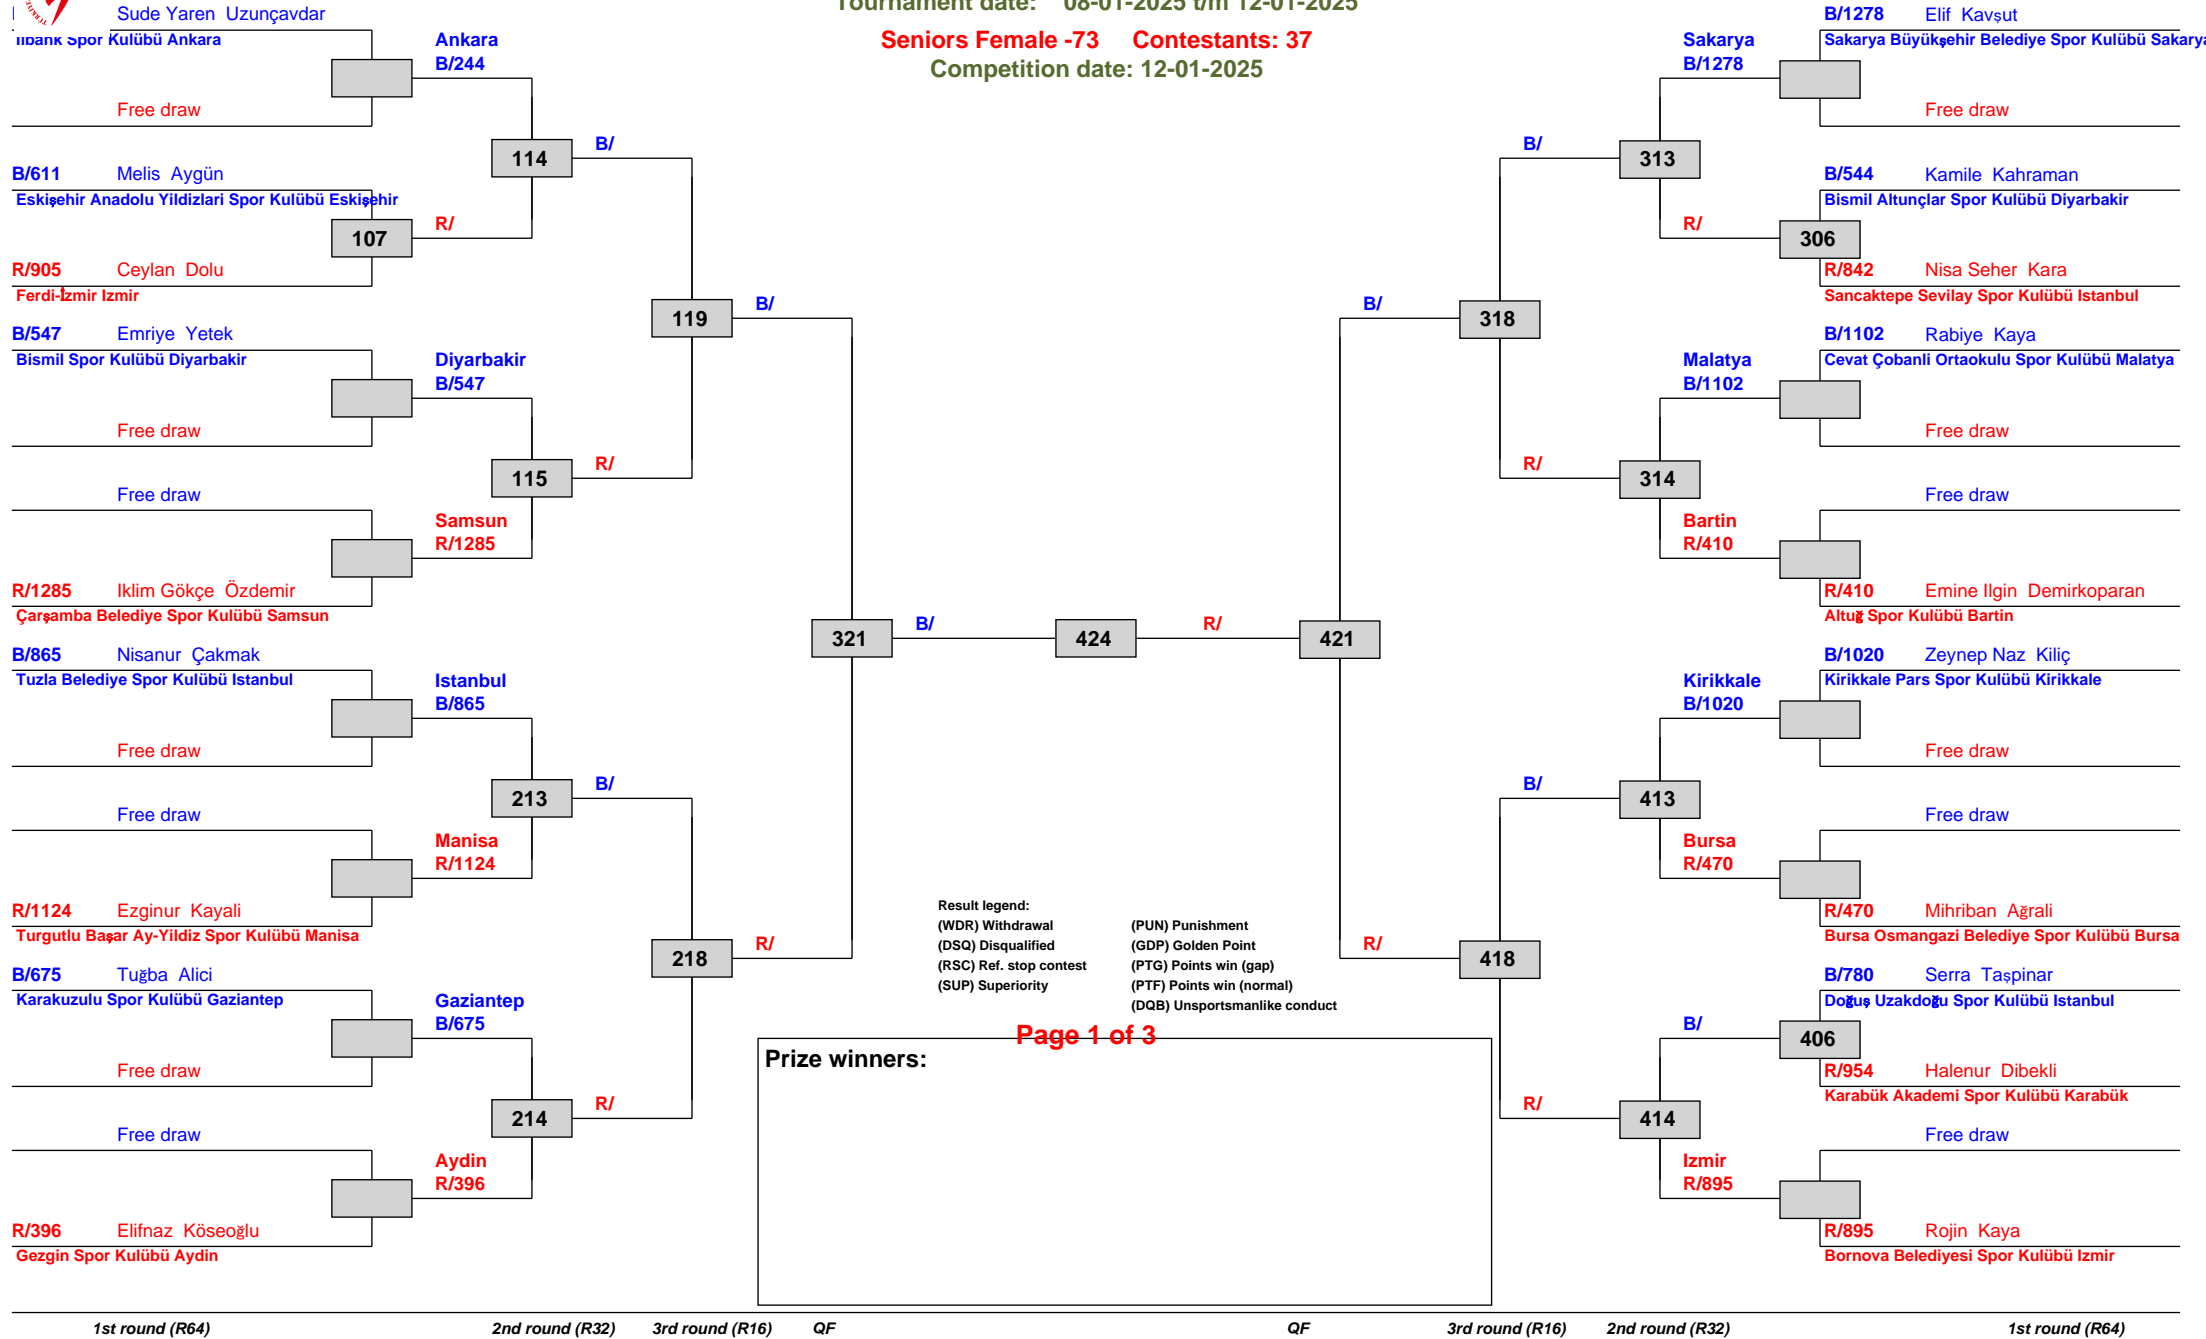 Tournament date: 08-01-2025 t/m 12-01-2025
Seniors Female -73 Contestants: 37
Competition date: 12-01-2025
Sude Yaren Uzunçavdar
Ilbank Spor Kulübü Ankara
Free draw
Ankara
B/244
B/611 Melis Aygün
Eskişehir Anadolu Yildizlari Spor Kulübü Eskişehir
107
R/905 Ceylan Dolu
Ferdi-İzmir Izmir
R/
114
B/
B/547 Emriye Yetek
Bismil Spor Kulübü Diyarbakir
Free draw
Diyarbakir
B/547
Free draw
R/1285 Iklim Gökçe Özdemir
Çarşamba Belediye Spor Kulübü Samsun
Samsun
R/1285
115
R/
119
B/
B/865 Nisanur Çakmak
Tuzla Belediye Spor Kulübü Istanbul
Free draw
Istanbul
B/865
Free draw
R/1124 Ezginur Kayali
Turgutlu Başar Ay-Yildiz Spor Kulübü Manisa
Manisa
R/1124
213
B/
B/675 Tuğba Alici
Karakuzulu Spor Kulübü Gaziantep
Free draw
Gaziantep
B/675
Free draw
R/396 Elifnaz Köseoğlu
Gezgin Spor Kulübü Aydin
Aydin
R/396
214
R/
218
R/
321
B/
424
R/
421
B/1278 Elif Kavşut
Sakarya Büyükşehir Belediye Spor Kulübü Sakarya
Free draw
Sakarya
B/1278
B/544 Kamile Kahraman
Bismil Altunçlar Spor Kulübü Diyarbakir
306
R/842 Nisa Seher Kara
Sancaktepe Sevilay Spor Kulübü Istanbul
R/
313
B/
B/1102 Rabiye Kaya
Cevat Çobanli Ortaokulu Spor Kulübü Malatya
Free draw
Malatya
B/1102
Free draw
R/410 Emine Ilgin Demirkoparan
Altuğ Spor Kulübü Bartin
Bartin
R/410
314
R/
318
B/
B/1020 Zeynep Naz Kiliç
Kirikkale Pars Spor Kulübü Kirikkale
Free draw
Kirikkale
B/1020
Free draw
R/470 Mihriban Ağrali
Bursa Osmangazi Belediye Spor Kulübü Bursa
Bursa
R/470
413
B/
B/780 Serra Taşpinar
Doğuş Uzakdoğu Spor Kulübü Istanbul
406
R/954 Halenur Dibekli
Karabük Akademi Spor Kulübü Karabük
B/
Free draw
R/895 Rojin Kaya
Bornova Belediyesi Spor Kulübü Izmir
Izmir
R/895
414
R/
418
R/
Result legend:
(WDR) Withdrawal (PUN) Punishment
(DSQ) Disqualified (GDP) Golden Point
(RSC) Ref. stop contest (PTG) Points win (gap)
(SUP) Superiority (PTF) Points win (normal)
(DQB) Unsportsmanlike conduct
Page 1 of 3
Prize winners:
1st round (R64) 2nd round (R32) 3rd round (R16) QF QF 3rd round (R16) 2nd round (R32) 1st round (R64)